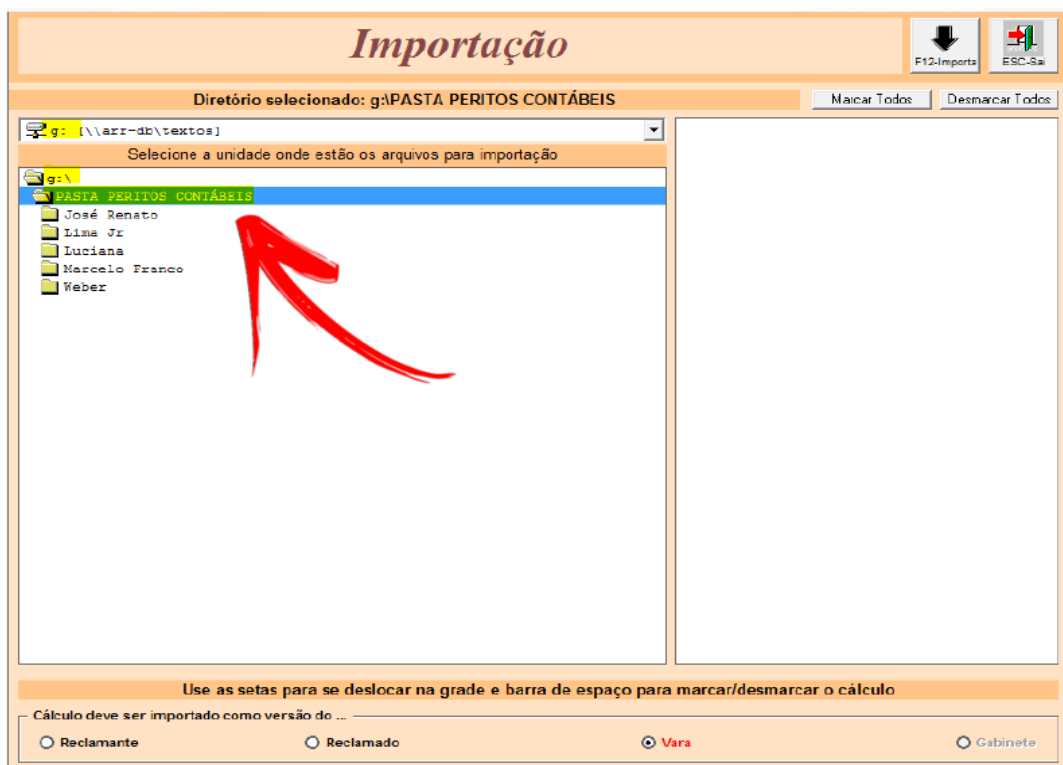 Importação
F12-Importa
ESC-Sai
Diretório selecionado: g:\PASTA PERITOS CONTÁBEIS
Marcar Todos
Desmarcar Todos
g: [\\arr-db\textos]
Selecione a unidade onde estão os arquivos para importação
g:\
PASTA PERITOS CONTÁBEIS
José Renato
Lima Jr
Luciana
Marcelo Franco
Weber
Use as setas para se deslocar na grade e barra de espaço para marcar/desmarcar o cálculo
Cálculo deve ser importado como versão do ...
Reclamante
Reclamado
Vara
Gabinete